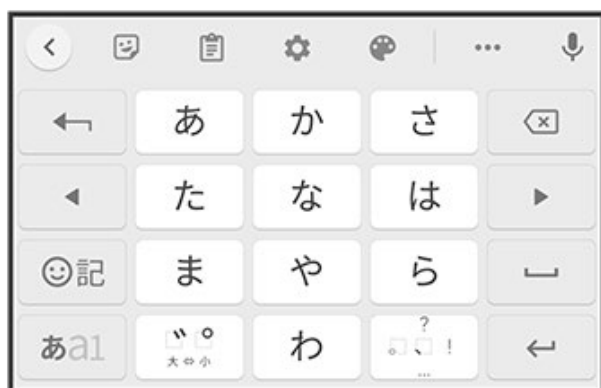 あ か さ
た な は
記 ま や ら
あa1 ゛ ゜ 大⇔小 わ 。、?!…